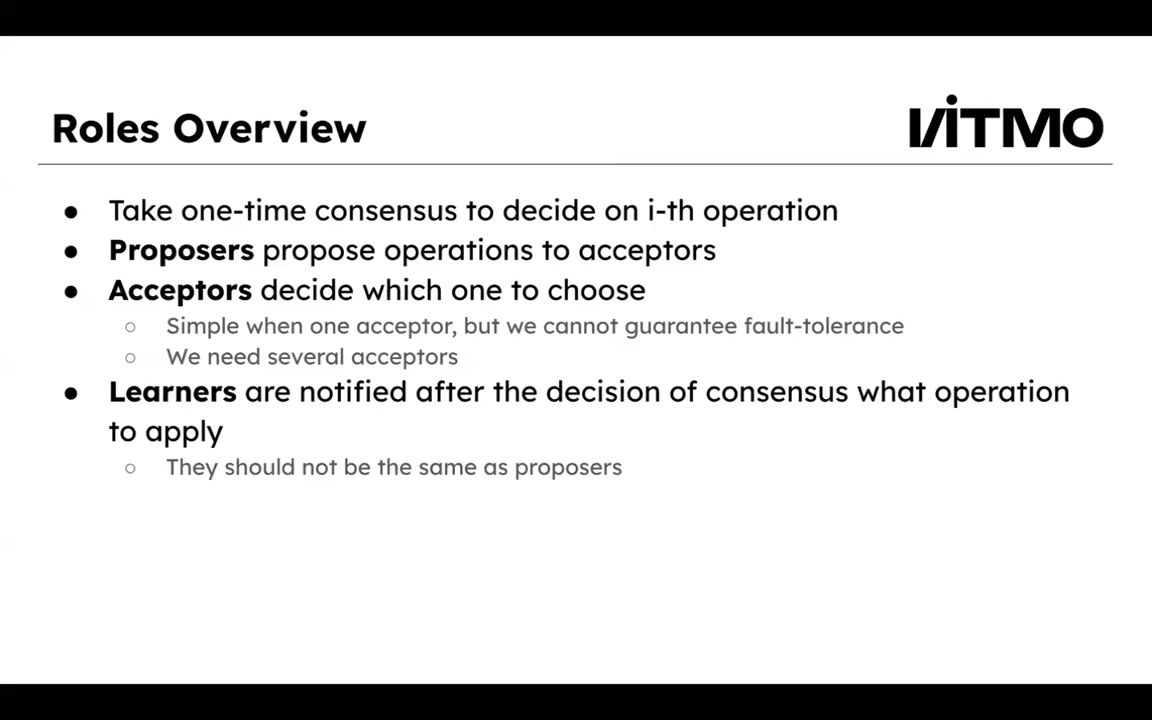 Roles Overview
ITMO
● Take one-time consensus to decide on i-th operation
● Proposers propose operations to acceptors
● Acceptors decide which one to choose
○ Simple when one acceptor, but we cannot guarantee fault-tolerance
○ We need several acceptors
● Learners are notified after the decision of consensus what operation
to apply
○ They should not be the same as proposers